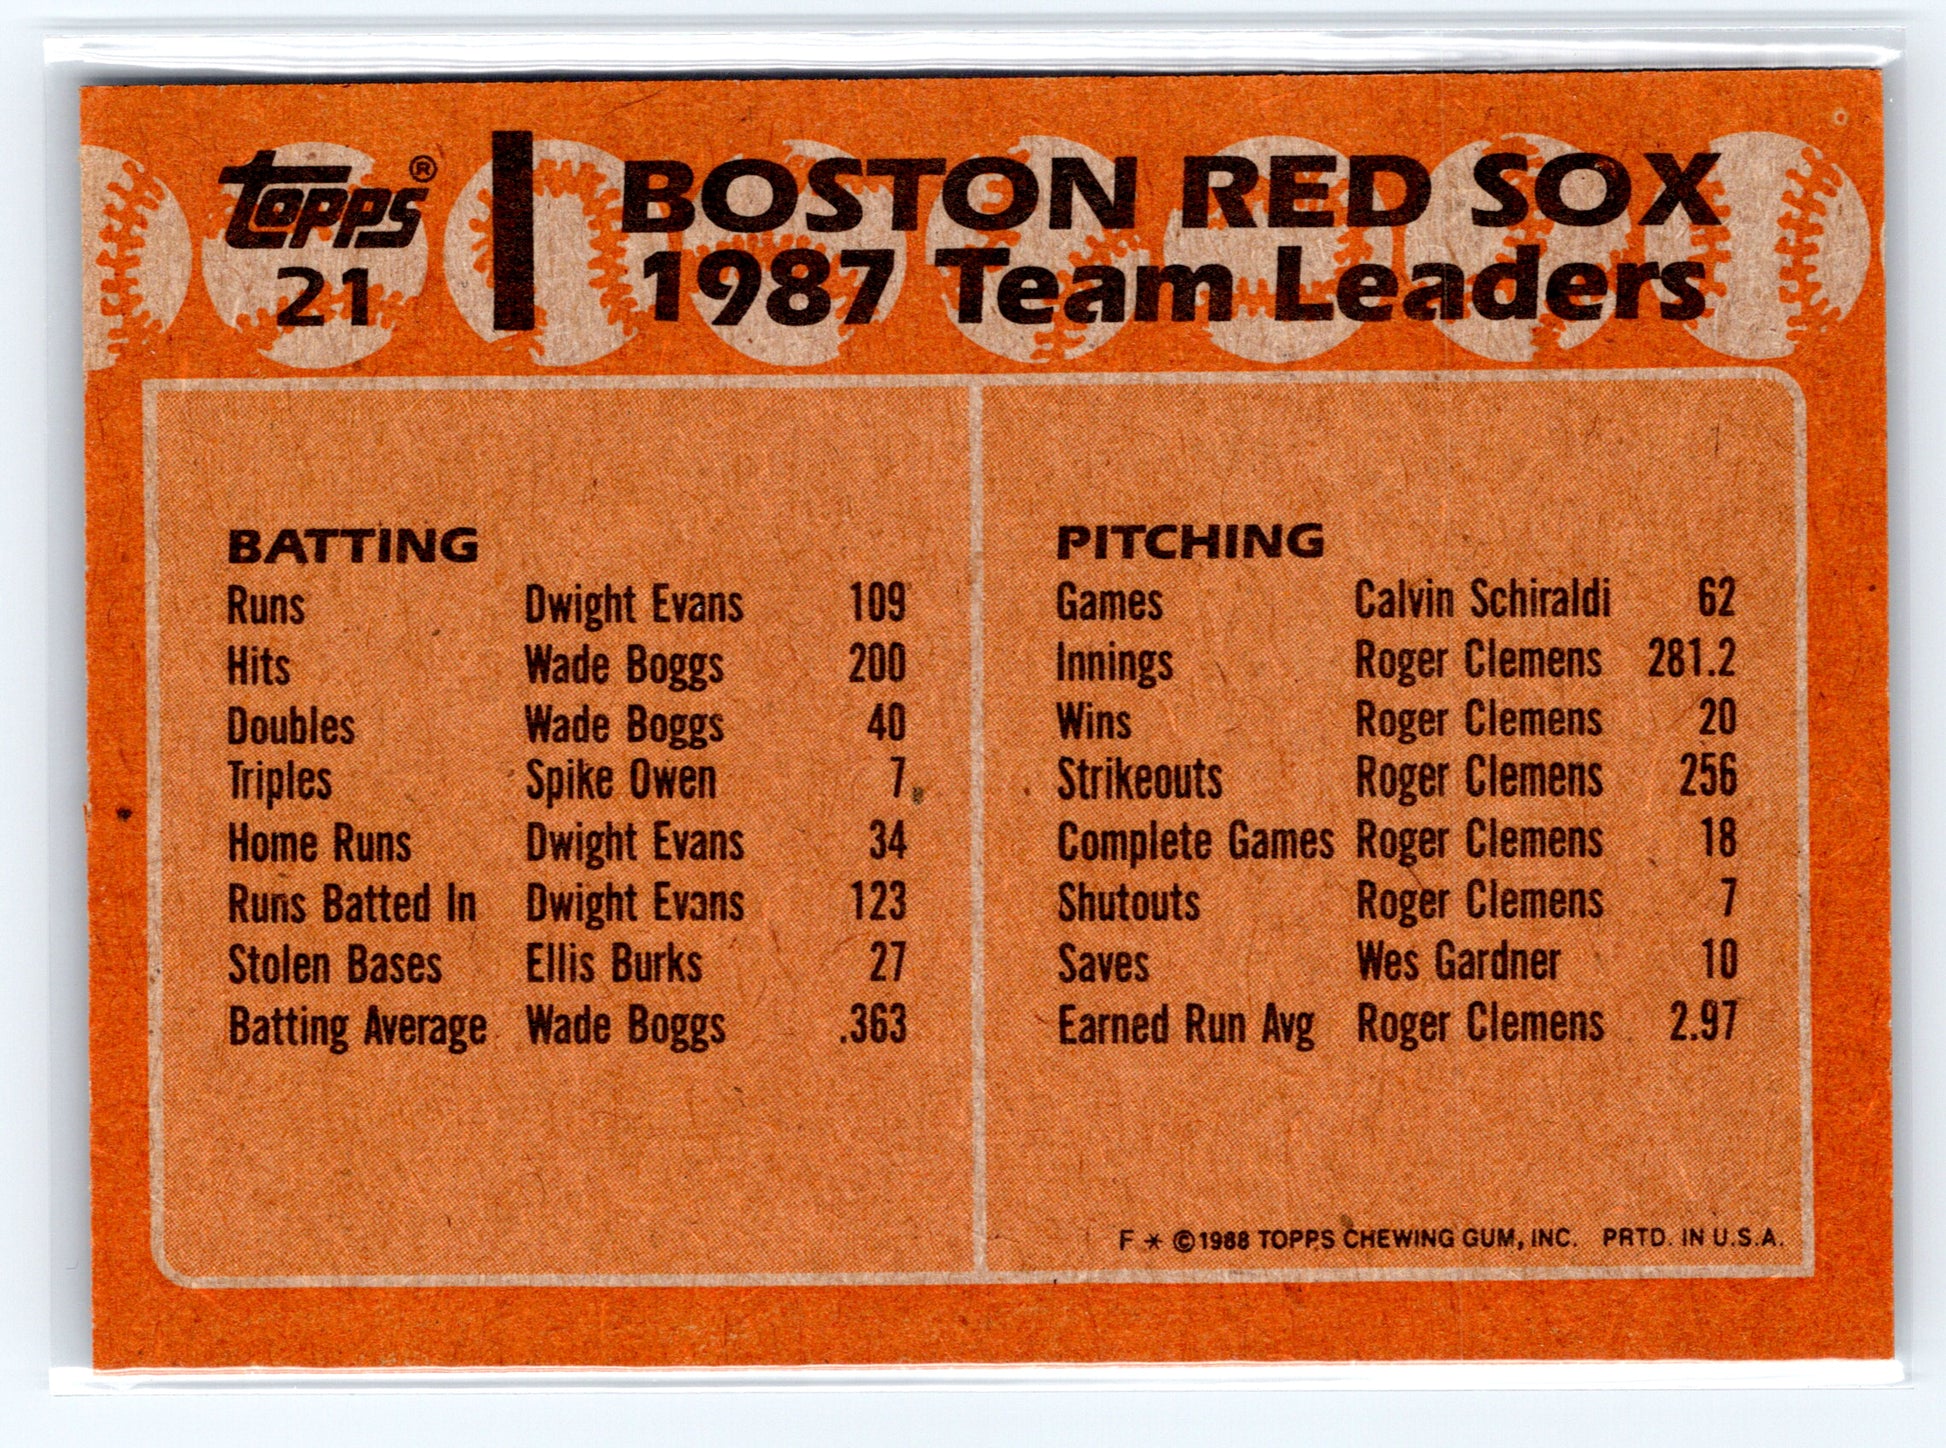 Topps®
21
BOSTON RED SOX
1987 Team Leaders
BATTING
Runs Dwight Evans 109
Hits Wade Boggs 200
Doubles Wade Boggs 40
Triples Spike Owen 7
Home Runs Dwight Evans 34
Runs Batted In Dwight Evans 123
Stolen Bases Ellis Burks 27
Batting Average Wade Boggs .363
PITCHING
Games Calvin Schiraldi 62
Innings Roger Clemens 281.2
Wins Roger Clemens 20
Strikeouts Roger Clemens 256
Complete Games Roger Clemens 18
Shutouts Roger Clemens 7
Saves Wes Gardner 10
Earned Run Avg Roger Clemens 2.97
F * ©1988 TOPPS CHEWING GUM, INC. PRTD. IN U.S.A.